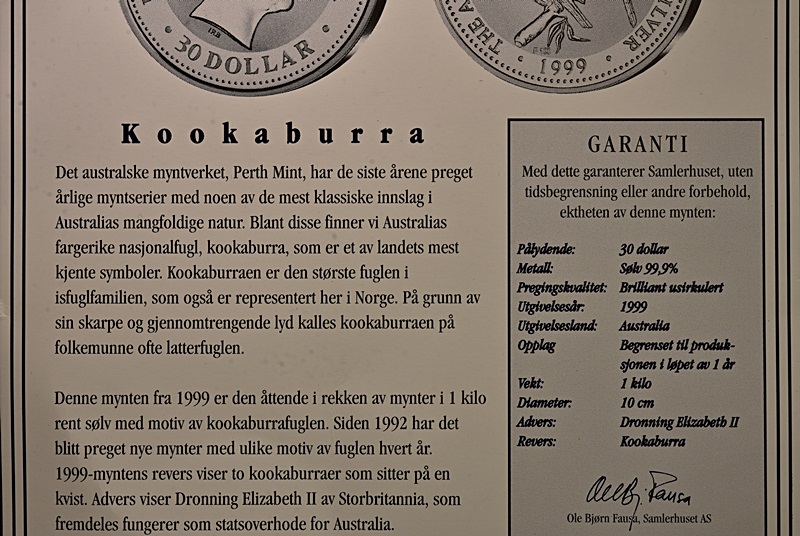 30 DOLLAR
IRB
THE A
SILVER
1999
Kookaburra
Det australske myntverket, Perth Mint, har de siste årene preget
årlige myntserier med noen av de mest klassiske innslag i
Australias mangfoldige natur. Blant disse finner vi Australias
fargerike nasjonalfugl, kookaburra, som er et av landets mest
kjente symboler. Kookaburraen er den største fuglen i
isfuglfamilien, som også er representert her i Norge. På grunn av
sin skarpe og gjennomtrengende lyd kalles kookaburraen på
folkemunne ofte latterfuglen.
Denne mynten fra 1999 er den åttende i rekken av mynter i 1 kilo
rent sølv med motiv av kookaburrafuglen. Siden 1992 har det
blitt preget nye mynter med ulike motiv av fuglen hvert år.
1999-myntens revers viser to kookaburraer som sitter på en
kvist. Advers viser Dronning Elizabeth II av Storbritannia, som
fremdeles fungerer som statsoverhode for Australia.
GARANTI
Med dette garanterer Samlerhuset, uten
tidsbegrensning eller andre forbehold,
ektheten av denne mynten:
Pålydende: 30 dollar
Metall: Sølv 99,9%
Pregingskvalitet: Brilliant usirkulert
Utgivelsesår: 1999
Utgivelsesland: Australia
Opplag Begrenset til produk-
sjonen i løpet av 1 år
Vekt: 1 kilo
Diameter: 10 cm
Advers: Dronning Elizabeth II
Revers: Kookaburra
Ole Bj. Fausa
Ole Bjørn Fausa, Samlerhuset AS